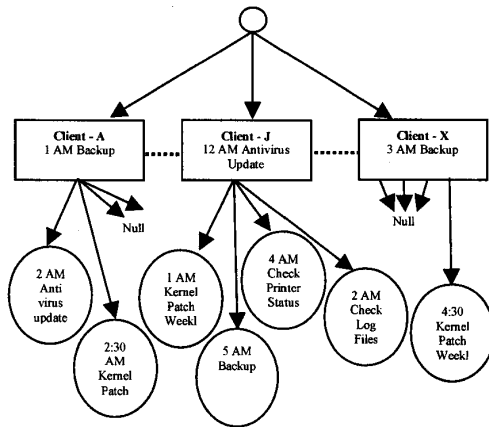 Client - A
1 AM Backup
Client - J
12 AM Antivirus
Update
Client - X
3 AM Backup
Null
Null
2 AM
Anti
virus
update
2:30
AM
Kernel
Patch
1 AM
Kernel
Patch
Weekl
5 AM
Backup
4 AM
Check
Printer
Status
2 AM
Check
Log
Files
4:30
Kernel
Patch
Weekl